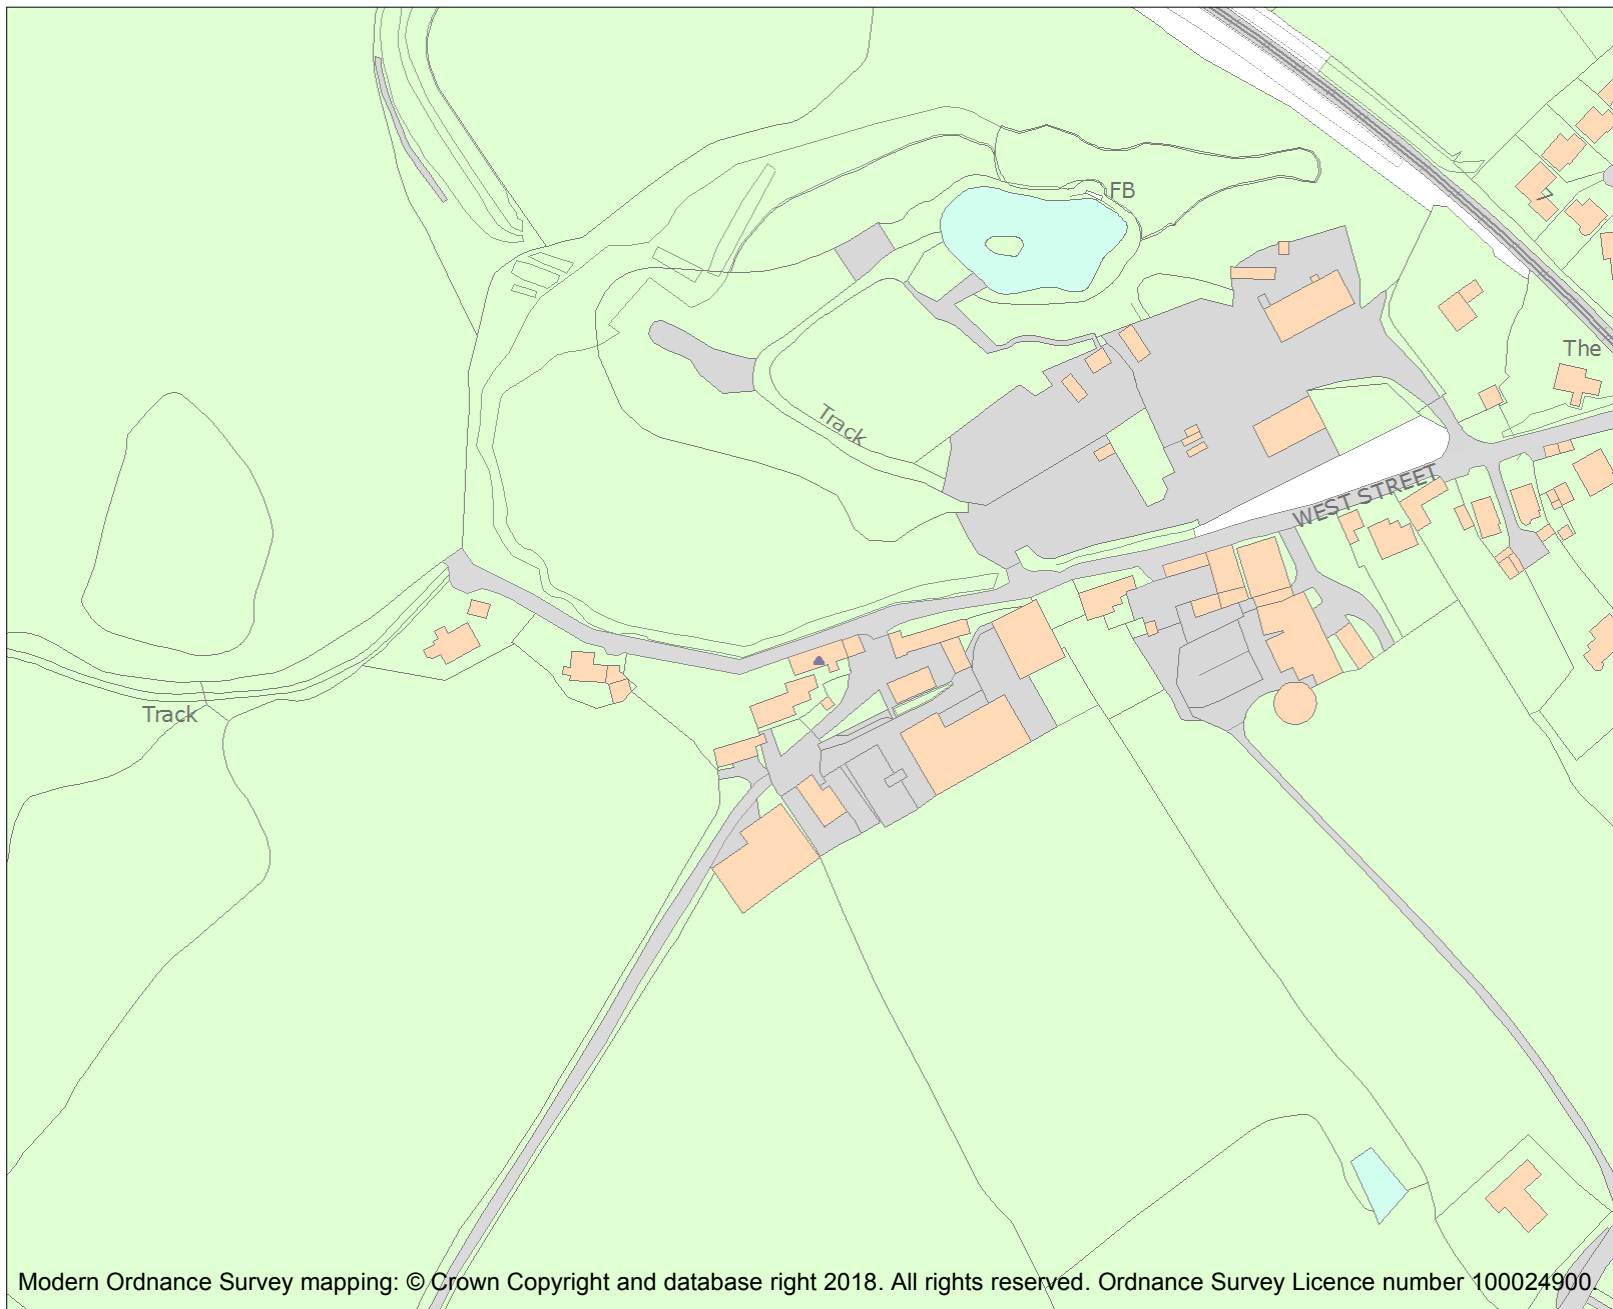 FB
The
Track
WEST STREET
Track
Modern Ordnance Survey mapping: © Crown Copyright and database right 2018. All rights reserved. Ordnance Survey Licence number 100024900.